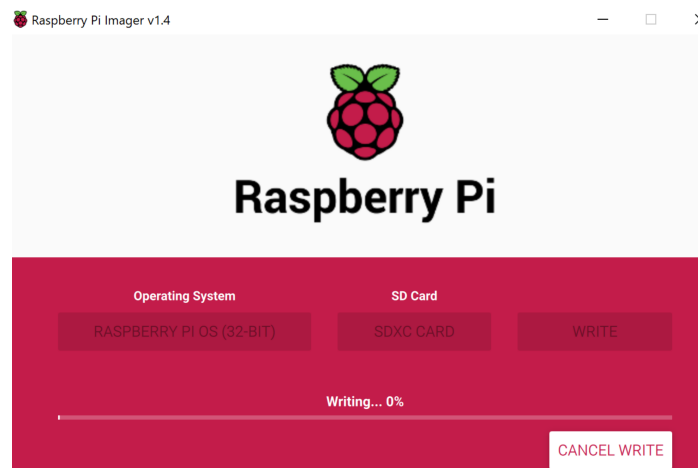 Raspberry Pi Imager v1.4
Raspberry Pi
Operating System
SD Card
RASPBERRY PI OS (32-BIT)
SDXC CARD
WRITE
Writing... 0%
CANCEL WRITE